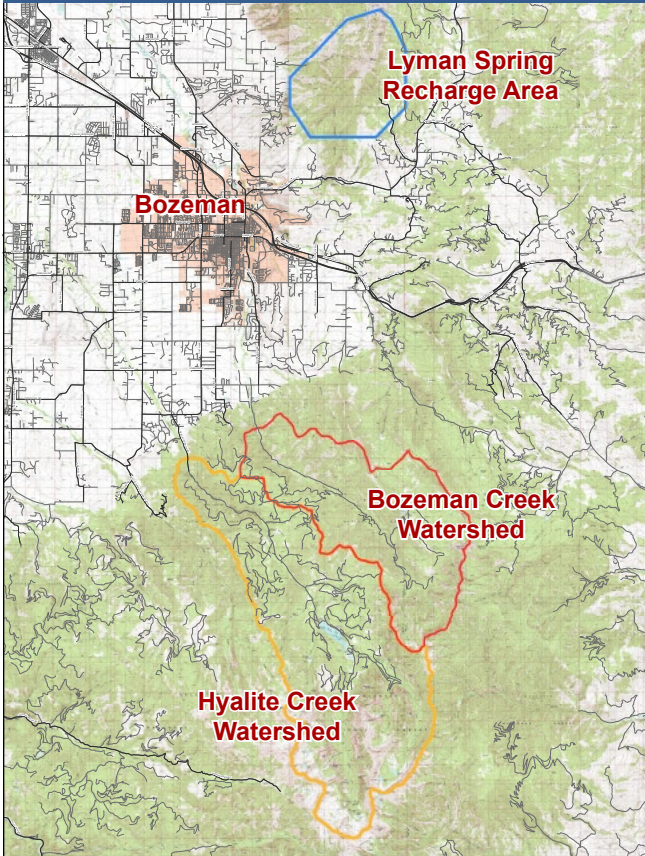 Lyman Spring
Recharge Area
Bozeman
Bozeman Creek
Watershed
Hyalite Creek
Watershed